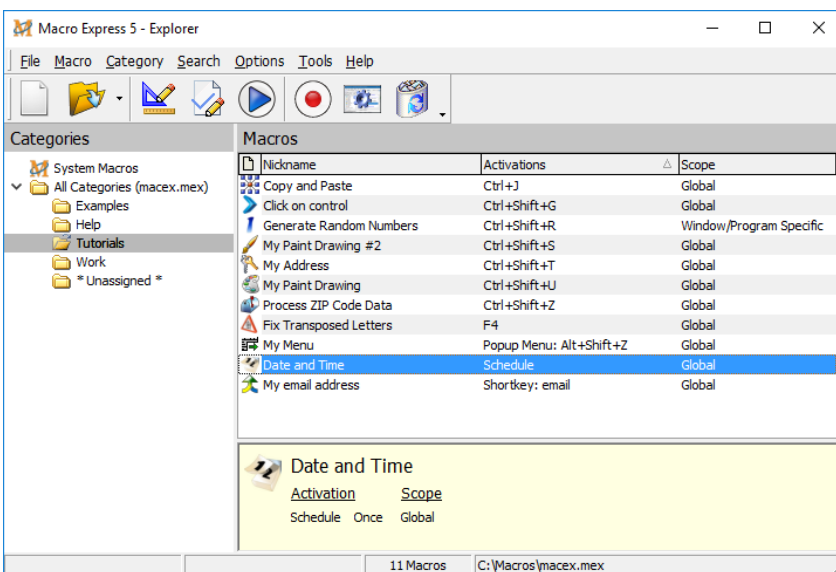 Macro Express 5 - Explorer
File Macro Category Search Options Tools Help
Categories
Macros
System Macros
All Categories (macex.mex)
Examples
Help
Tutorials
Work
* Unassigned *
Nickname Activations Scope
Copy and Paste Ctrl+J Global
Click on control Ctrl+Shift+G Global
Generate Random Numbers Ctrl+Shift+R Window/Program Specific
My Paint Drawing #2 Ctrl+Shift+S Global
My Address Ctrl+Shift+T Global
My Paint Drawing Ctrl+Shift+U Global
Process ZIP Code Data Ctrl+Shift+Z Global
Fix Transposed Letters F4 Global
My Menu Popup Menu: Alt+Shift+Z Global
Date and Time Schedule Global
My email address Shortkey: email Global
Date and Time
Activation Scope
Schedule Once Global
11 Macros C:\Macros\macex.mex